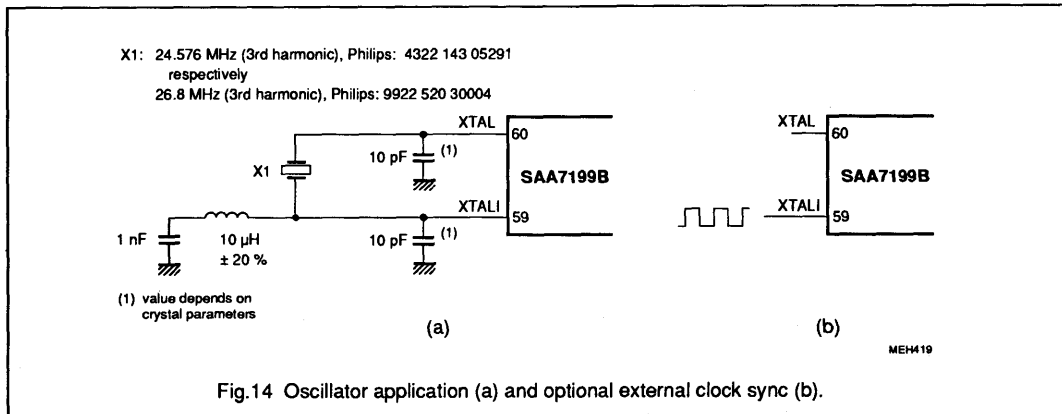 X1: 24.576 MHz (3rd harmonic), Philips: 4322 143 05291
respectively
26.8 MHz (3rd harmonic), Philips: 9922 520 30004
XTAL
60
10 pF
(1)
X1
SAA7199B
XTALI
59
1 nF
10 µH
± 20 %
10 pF
(1)
(1) value depends on
crystal parameters
(a)
XTAL
60
SAA7199B
XTALI
59
(b)
MEH419
Fig.14 Oscillator application (a) and optional external clock sync (b).